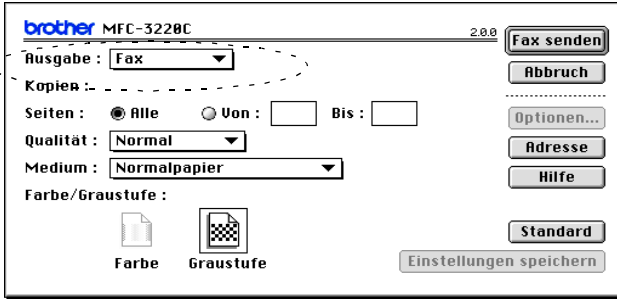 brother MFC-3220C 2.0.0
Fax senden
Ausgabe : Fax
Abbruch
Kopien :
Seiten : Alle Von : Bis :
Optionen...
Qualität : Normal
Adresse
Medium : Normalpapier
Hilfe
Farbe/Graustufe :
Standard
Farbe Graustufe
Einstellungen speichern